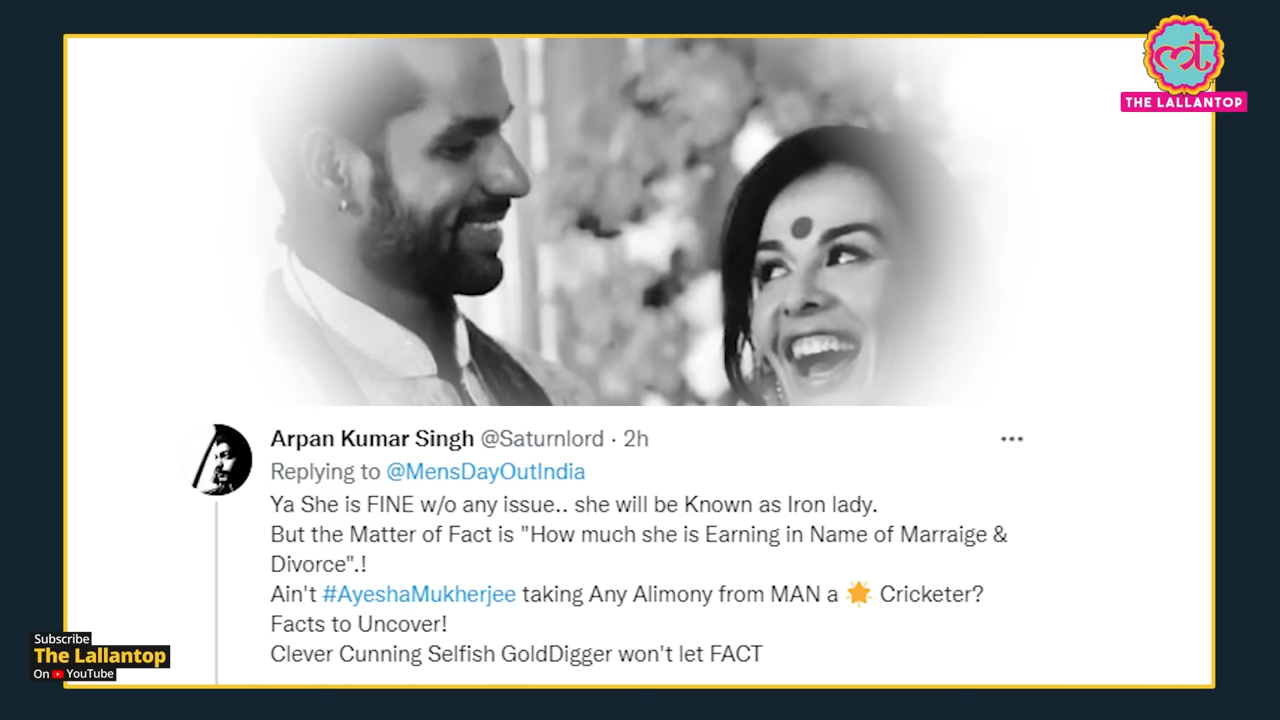 मत
THE LALLANTOP
Arpan Kumar Singh @Saturnlord · 2h
Replying to @MensDayOutIndia
Ya She is FINE w/o any issue.. she will be Known as Iron lady.
But the Matter of Fact is "How much she is Earning in Name of Marraige &
Divorce".!
Ain't #AyeshaMukherjee taking Any Alimony from MAN a 🌟 Cricketer?
Facts to Uncover!
Clever Cunning Selfish GoldDigger won't let FACT
Subscribe
The Lallantop
On YouTube